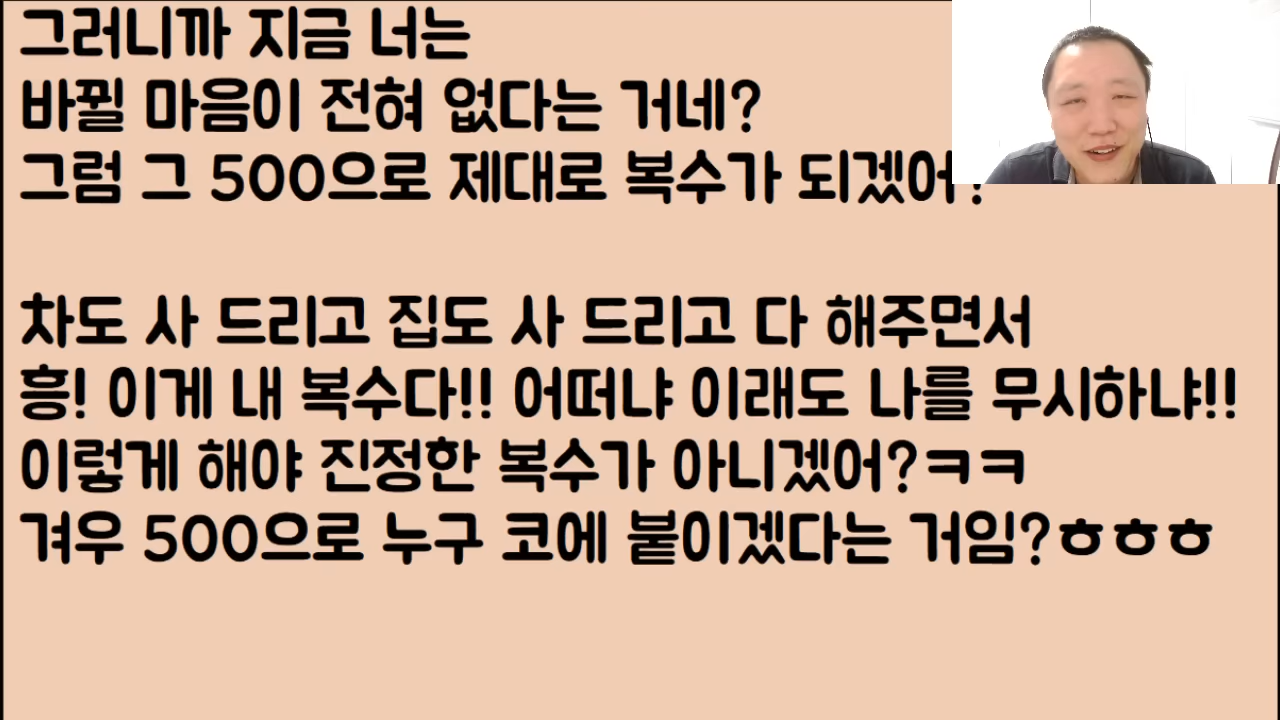 그러니까 지금 너는
바뀔 마음이 전혀 없다는 거네?
그럼 그 500으로 제대로 복수가 되겠어?
차도 사 드리고 집도 사 드리고 다 해주면서
흥! 이게 내 복수다!! 어떠냐 이래도 나를 무시하냐!!
이렇게 해야 진정한 복수가 아니겠어?ㅋㅋ
겨우 500으로 누구 코에 붙이겠다는 거임?ㅎㅎㅎ